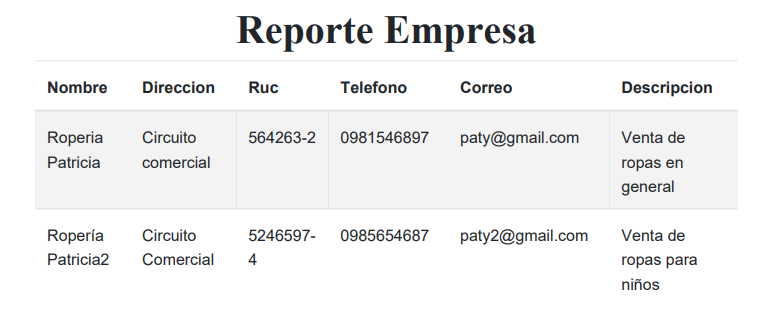 Reporte Empresa
Nombre Direccion Ruc Telefono Correo Descripcion
Roperia Circuito 564263-2 0981546897 paty@gmail.com Venta de
Patricia comercial ropas en
general
Ropería Circuito 5246597- 0985654687 paty2@gmail.com Venta de
Patricia2 Comercial 4 ropas para
niños